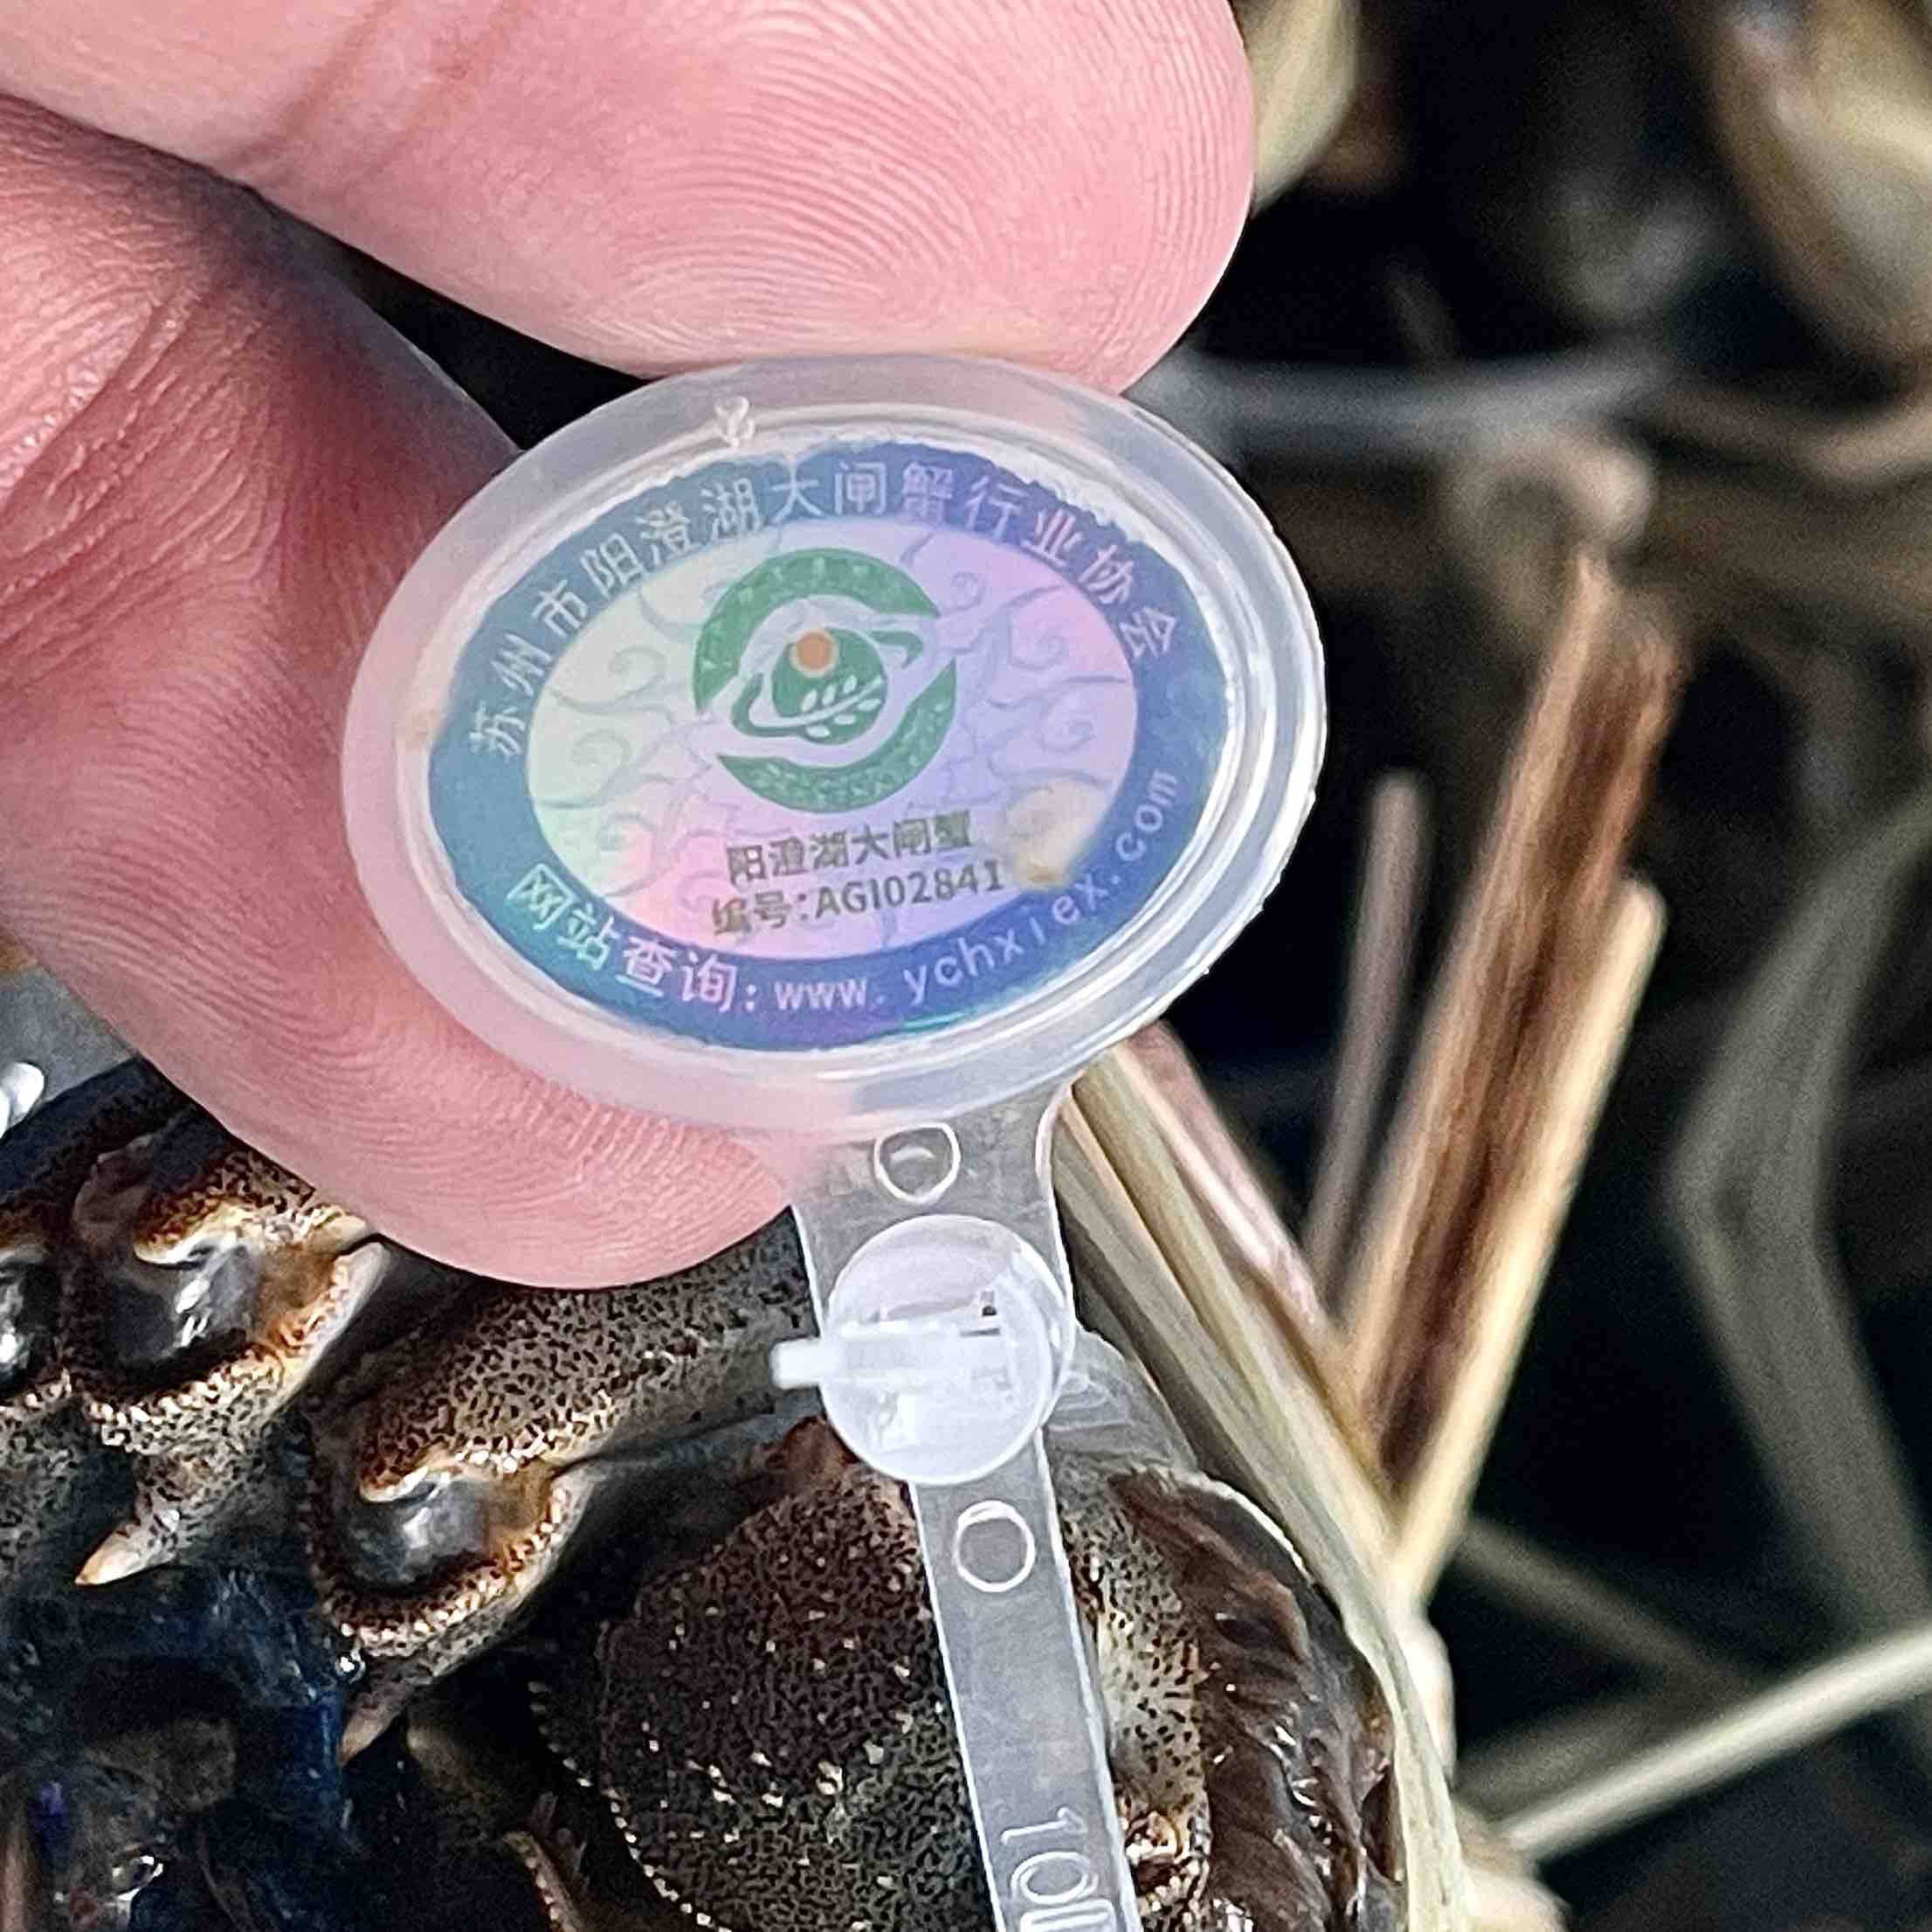 苏州市阳澄湖大闸蟹行业协会
阳澄湖大闸蟹
编号:AGI02841
网站查询:www.ychxiex.com